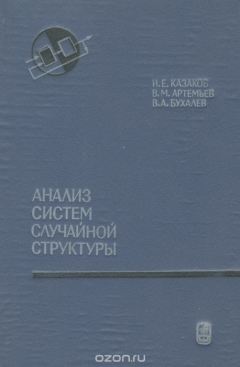 И.Е. КАЗАКОВ
В.М. АРТЕМЬЕВ
В.А. БУХАЛЕВ
АНАЛИЗ
СИСТЕМ
СЛУЧАЙНОЙ
СТРУКТУРЫ
ozon.ru